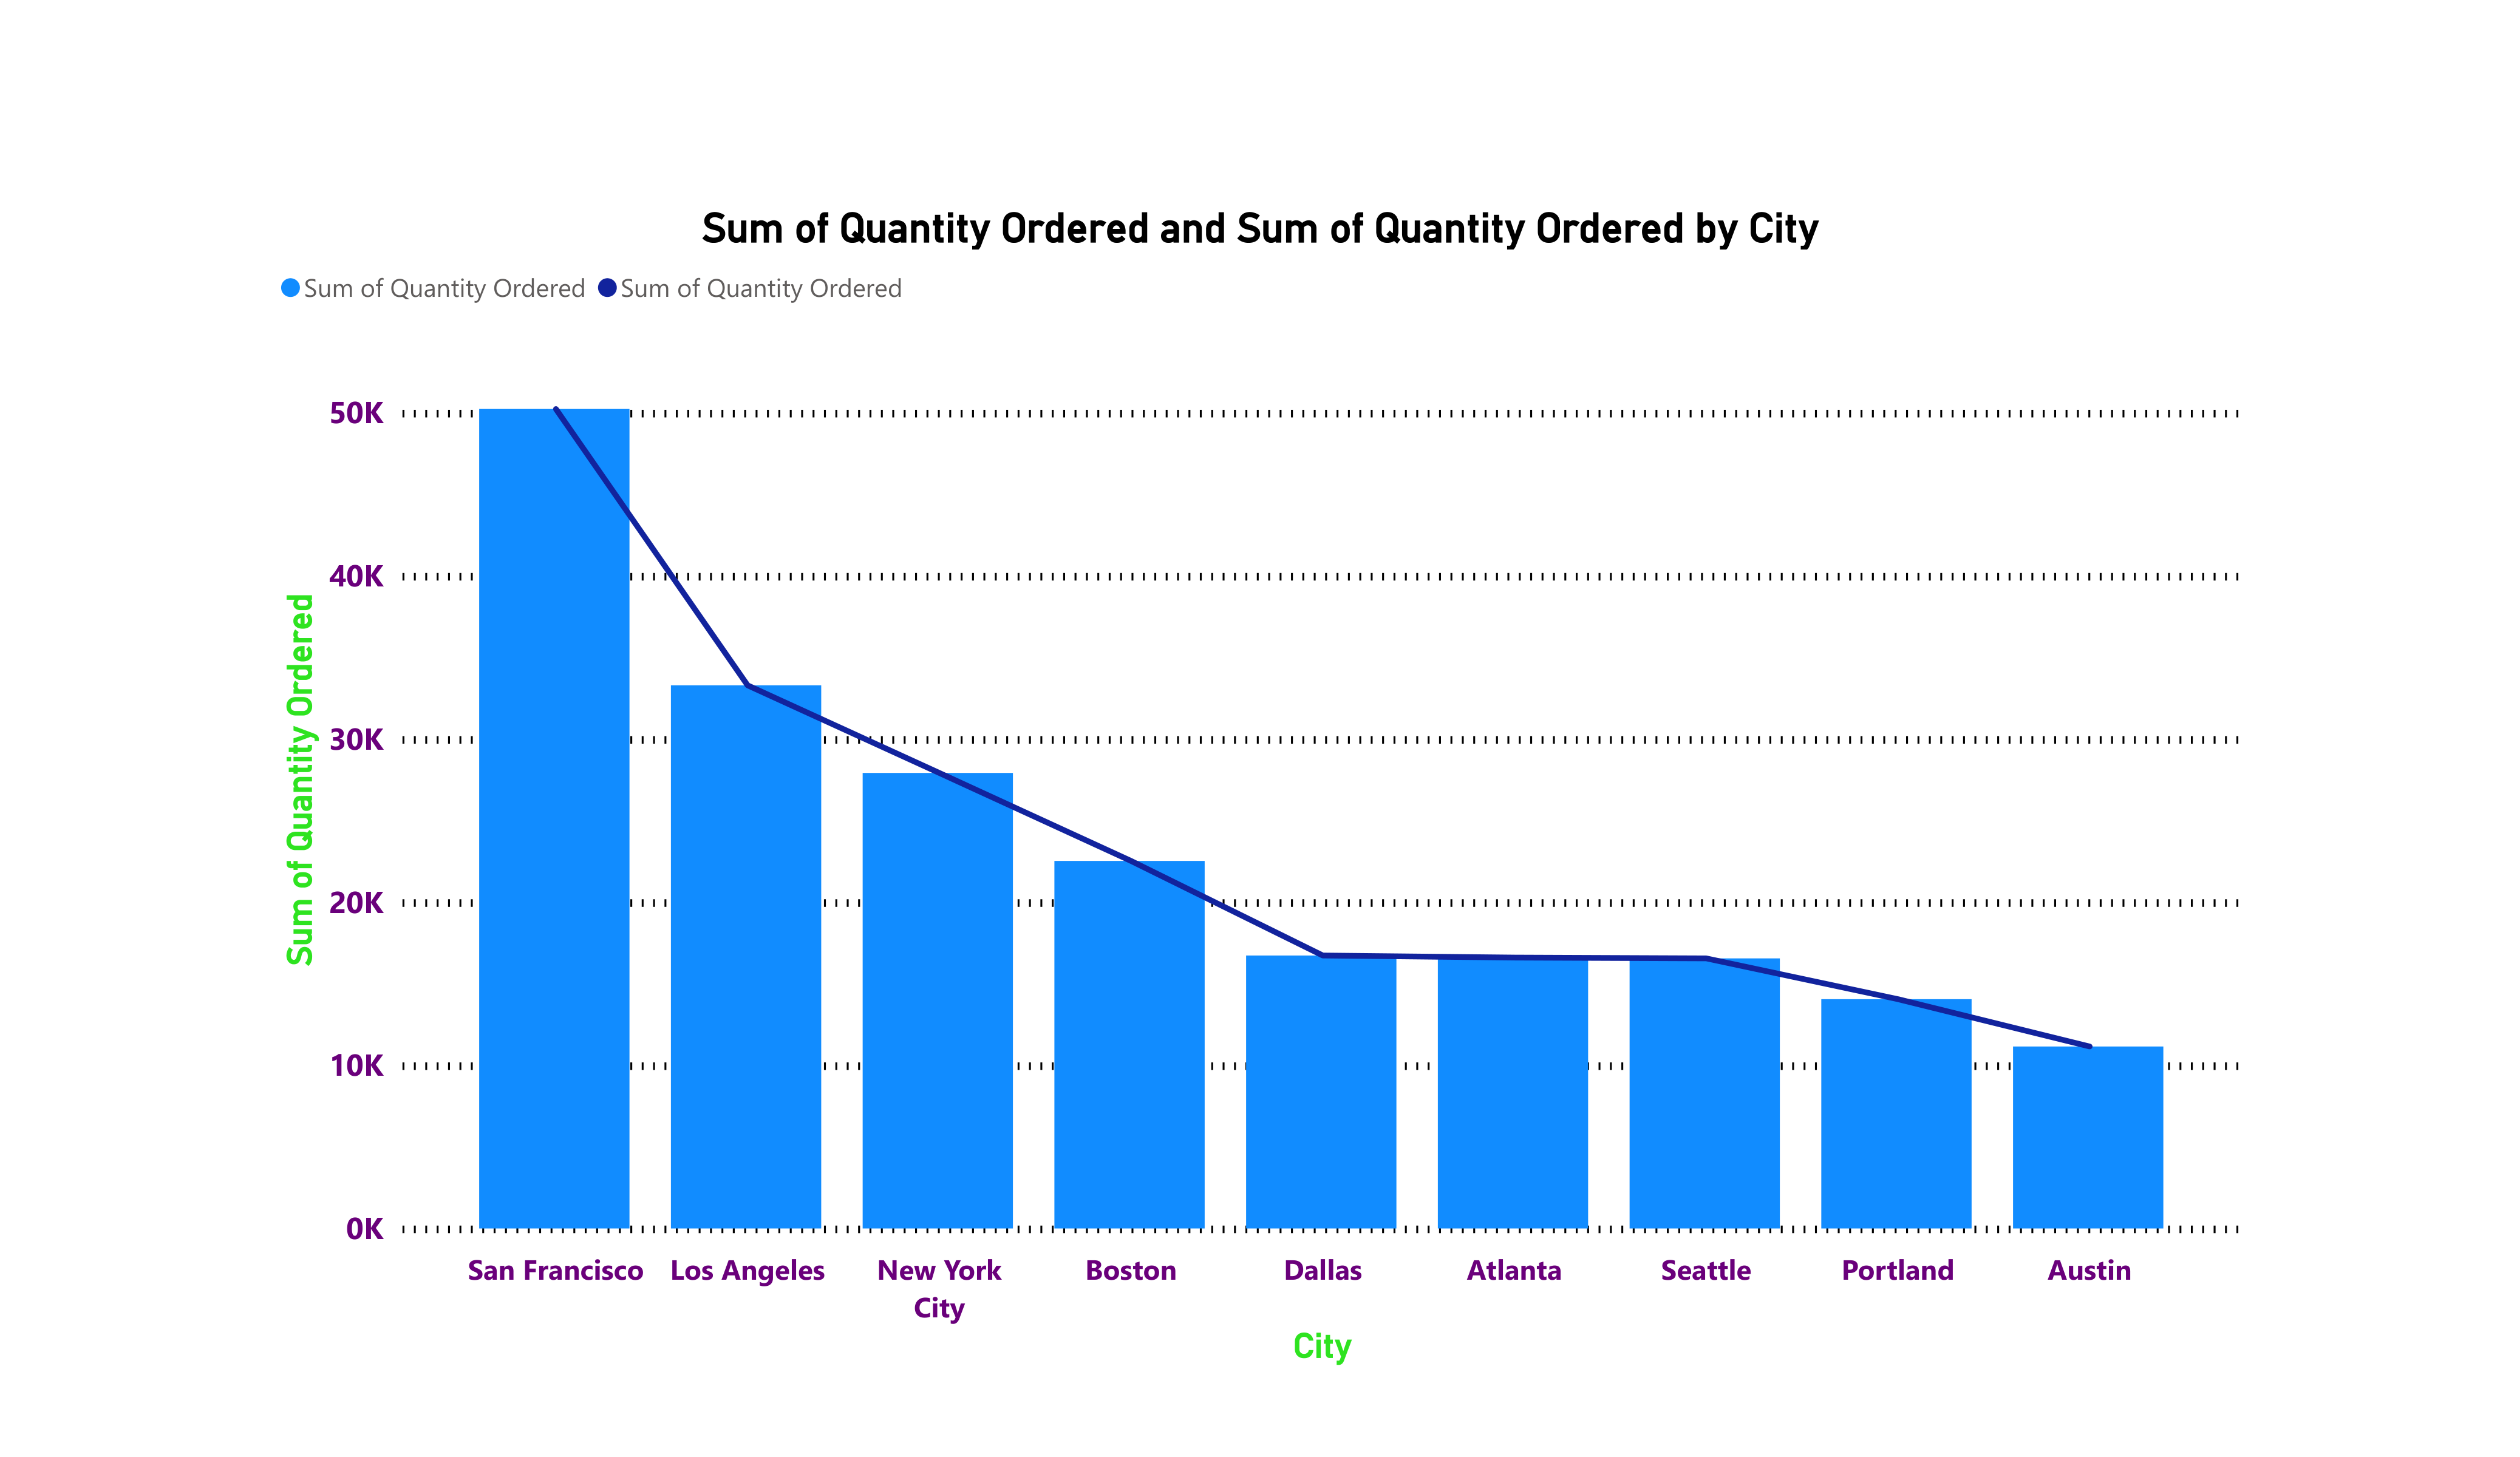 Sum of Quantity Ordered and Sum of Quantity Ordered by City
Sum of Quantity Ordered Sum of Quantity Ordered
Sum of Quantity Ordered
50K
40K
30K
20K
10K
0K
San Francisco Los Angeles New York Boston Dallas Atlanta Seattle Portland Austin
City
City